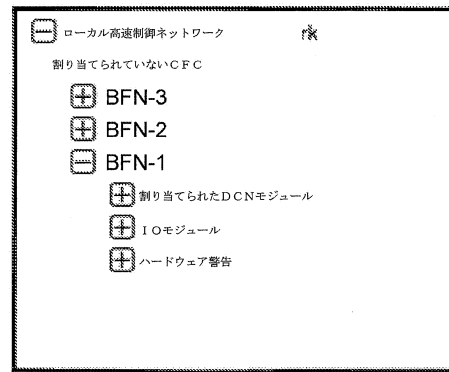 ローカル高速制御ネットワーク
割り当てられていないＣＦＣ
BFN-3
BFN-2
BFN-1
割り当てられたＤＣＮモジュール
ＩＯモジュール
ハードウェア警告